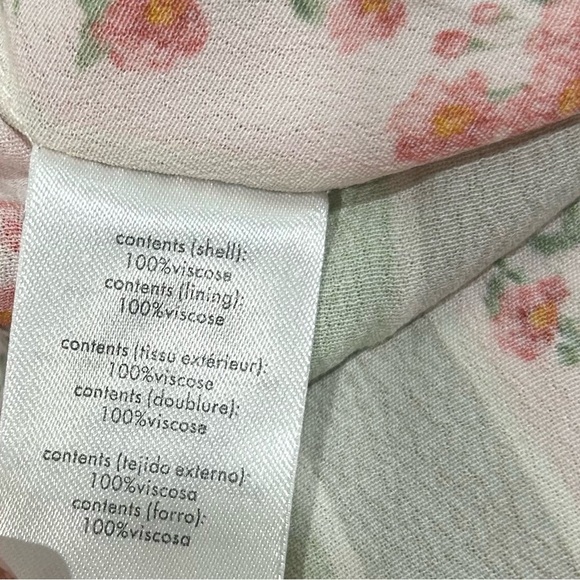 contents (shell):
100%viscose
contents (lining):
100%viscose
contents (tissu extérieur):
100%viscose
contents (doublure):
100%viscose
contents (tejido externo):
100%viscosa
contents (forro):
100%viscosa